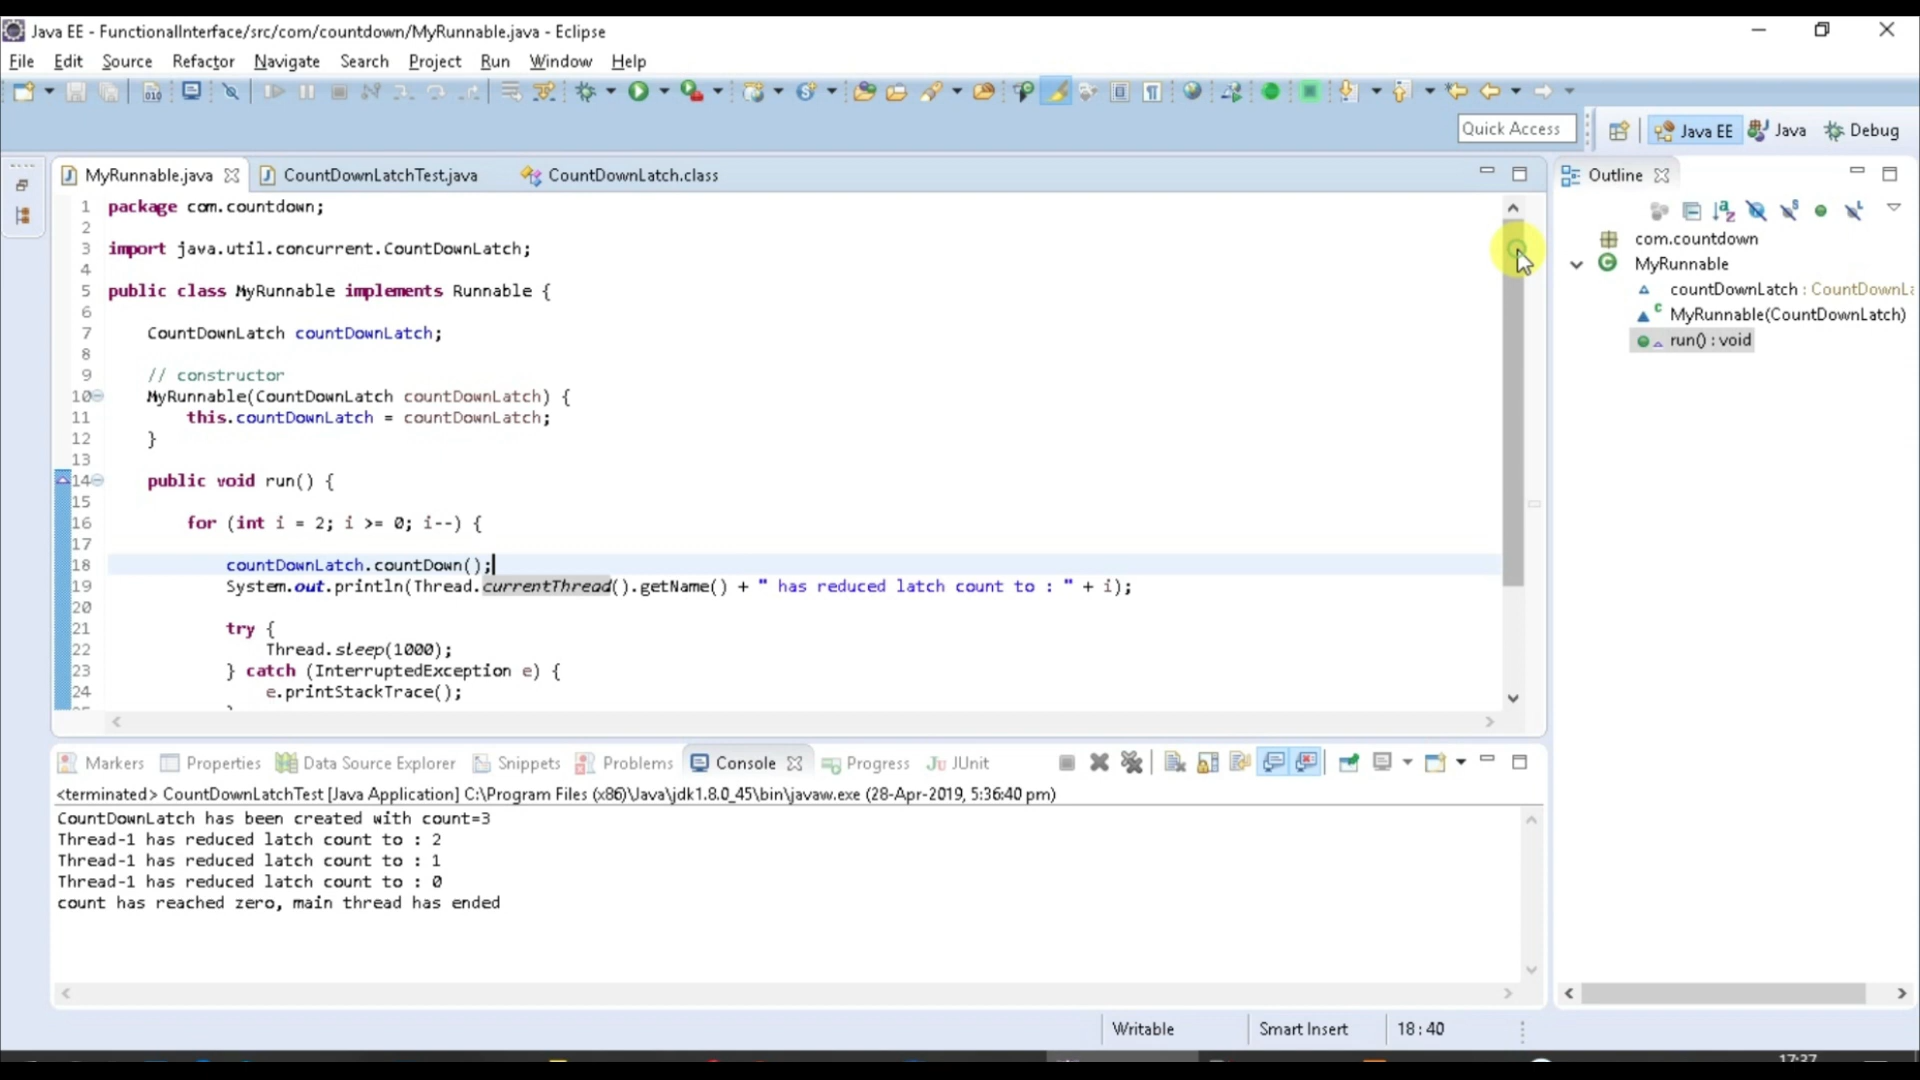 Java EE - FunctionalInterface/src/com/countdown/MyRunnable.java - Eclipse
File Edit Source Refactor Navigate Search Project Run Window Help
Quick Access
Java EE
Java
Debug
MyRunnable.java
CountDownLatchTest.java
CountDownLatch.class
1 package com.countdown;
2
3 import java.util.concurrent.CountDownLatch;
4
5 public class MyRunnable implements Runnable {
6
7 CountDownLatch countDownLatch;
8
9 // constructor
10 MyRunnable(CountDownLatch countDownLatch) {
11 this.countDownLatch = countDownLatch;
12 }
13
14 public void run() {
15
16 for (int i = 2; i >= 0; i--) {
17
18 countDownLatch.countDown();
19 System.out.println(Thread.currentThread().getName() + " has reduced latch count to : " + i);
20
21 try {
22 Thread.sleep(1000);
23 } catch (InterruptedException e) {
24 e.printStackTrace();
Outline
com.countdown
MyRunnable
countDownLatch : CountDownLa
MyRunnable(CountDownLatch)
run() : void
Markers Properties Data Source Explorer Snippets Problems Console Progress JUnit
<terminated> CountDownLatchTest [Java Application] C:\Program Files (x86)\Java\jdk1.8.0_45\bin\javaw.exe (28-Apr-2019, 5:36:40 pm)
CountDownLatch has been created with count=3
Thread-1 has reduced latch count to : 2
Thread-1 has reduced latch count to : 1
Thread-1 has reduced latch count to : 0
count has reached zero, main thread has ended
Writable
Smart Insert
18 : 40
17:37